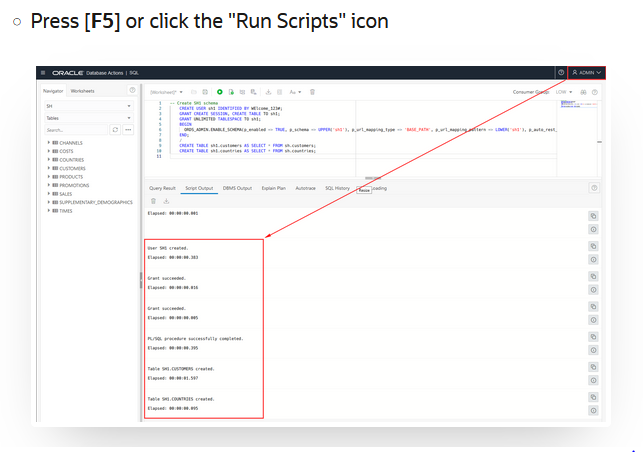 Press [F5] or click the "Run Scripts" icon
ORACLE Database Actions | SQL
ADMIN
Navigator Worksheets
[Worksheet]*
Aa
Consumer Group: LOW
SH
Tables
Search...
CHANNELS
COSTS
COUNTRIES
CUSTOMERS
PRODUCTS
PROMOTIONS
SALES
SUPPLEMENTARY_DEMOGRAPHICS
TIMES
1 -- Create SH1 schema
2 CREATE USER sh1 IDENTIFIED BY WElcome_123#;
3 GRANT CREATE SESSION, CREATE TABLE TO sh1;
4 GRANT UNLIMITED TABLESPACE TO sh1;
5 BEGIN
6 ORDS_ADMIN.ENABLE_SCHEMA(p_enabled => TRUE, p_schema => UPPER('sh1'), p_url_mapping_type => 'BASE_PATH', p_url_mapping_pattern => LOWER('sh1'), p_auto_rest_
7 END;
8 /
9 CREATE TABLE sh1.customers AS SELECT * FROM sh.customers;
10 CREATE TABLE sh1.countries AS SELECT * FROM sh.countries;
11
Query Result Script Output DBMS Output Explain Plan Autotrace SQL History oading
Elapsed: 00:00:00.001
User SH1 created.
Elapsed: 00:00:00.383
Grant succeeded.
Elapsed: 00:00:00.016
Grant succeeded.
Elapsed: 00:00:00.005
PL/SQL procedure successfully completed.
Elapsed: 00:00:00.395
Table SH1.CUSTOMERS created.
Elapsed: 00:00:01.597
Table SH1.COUNTRIES created.
Elapsed: 00:00:00.095